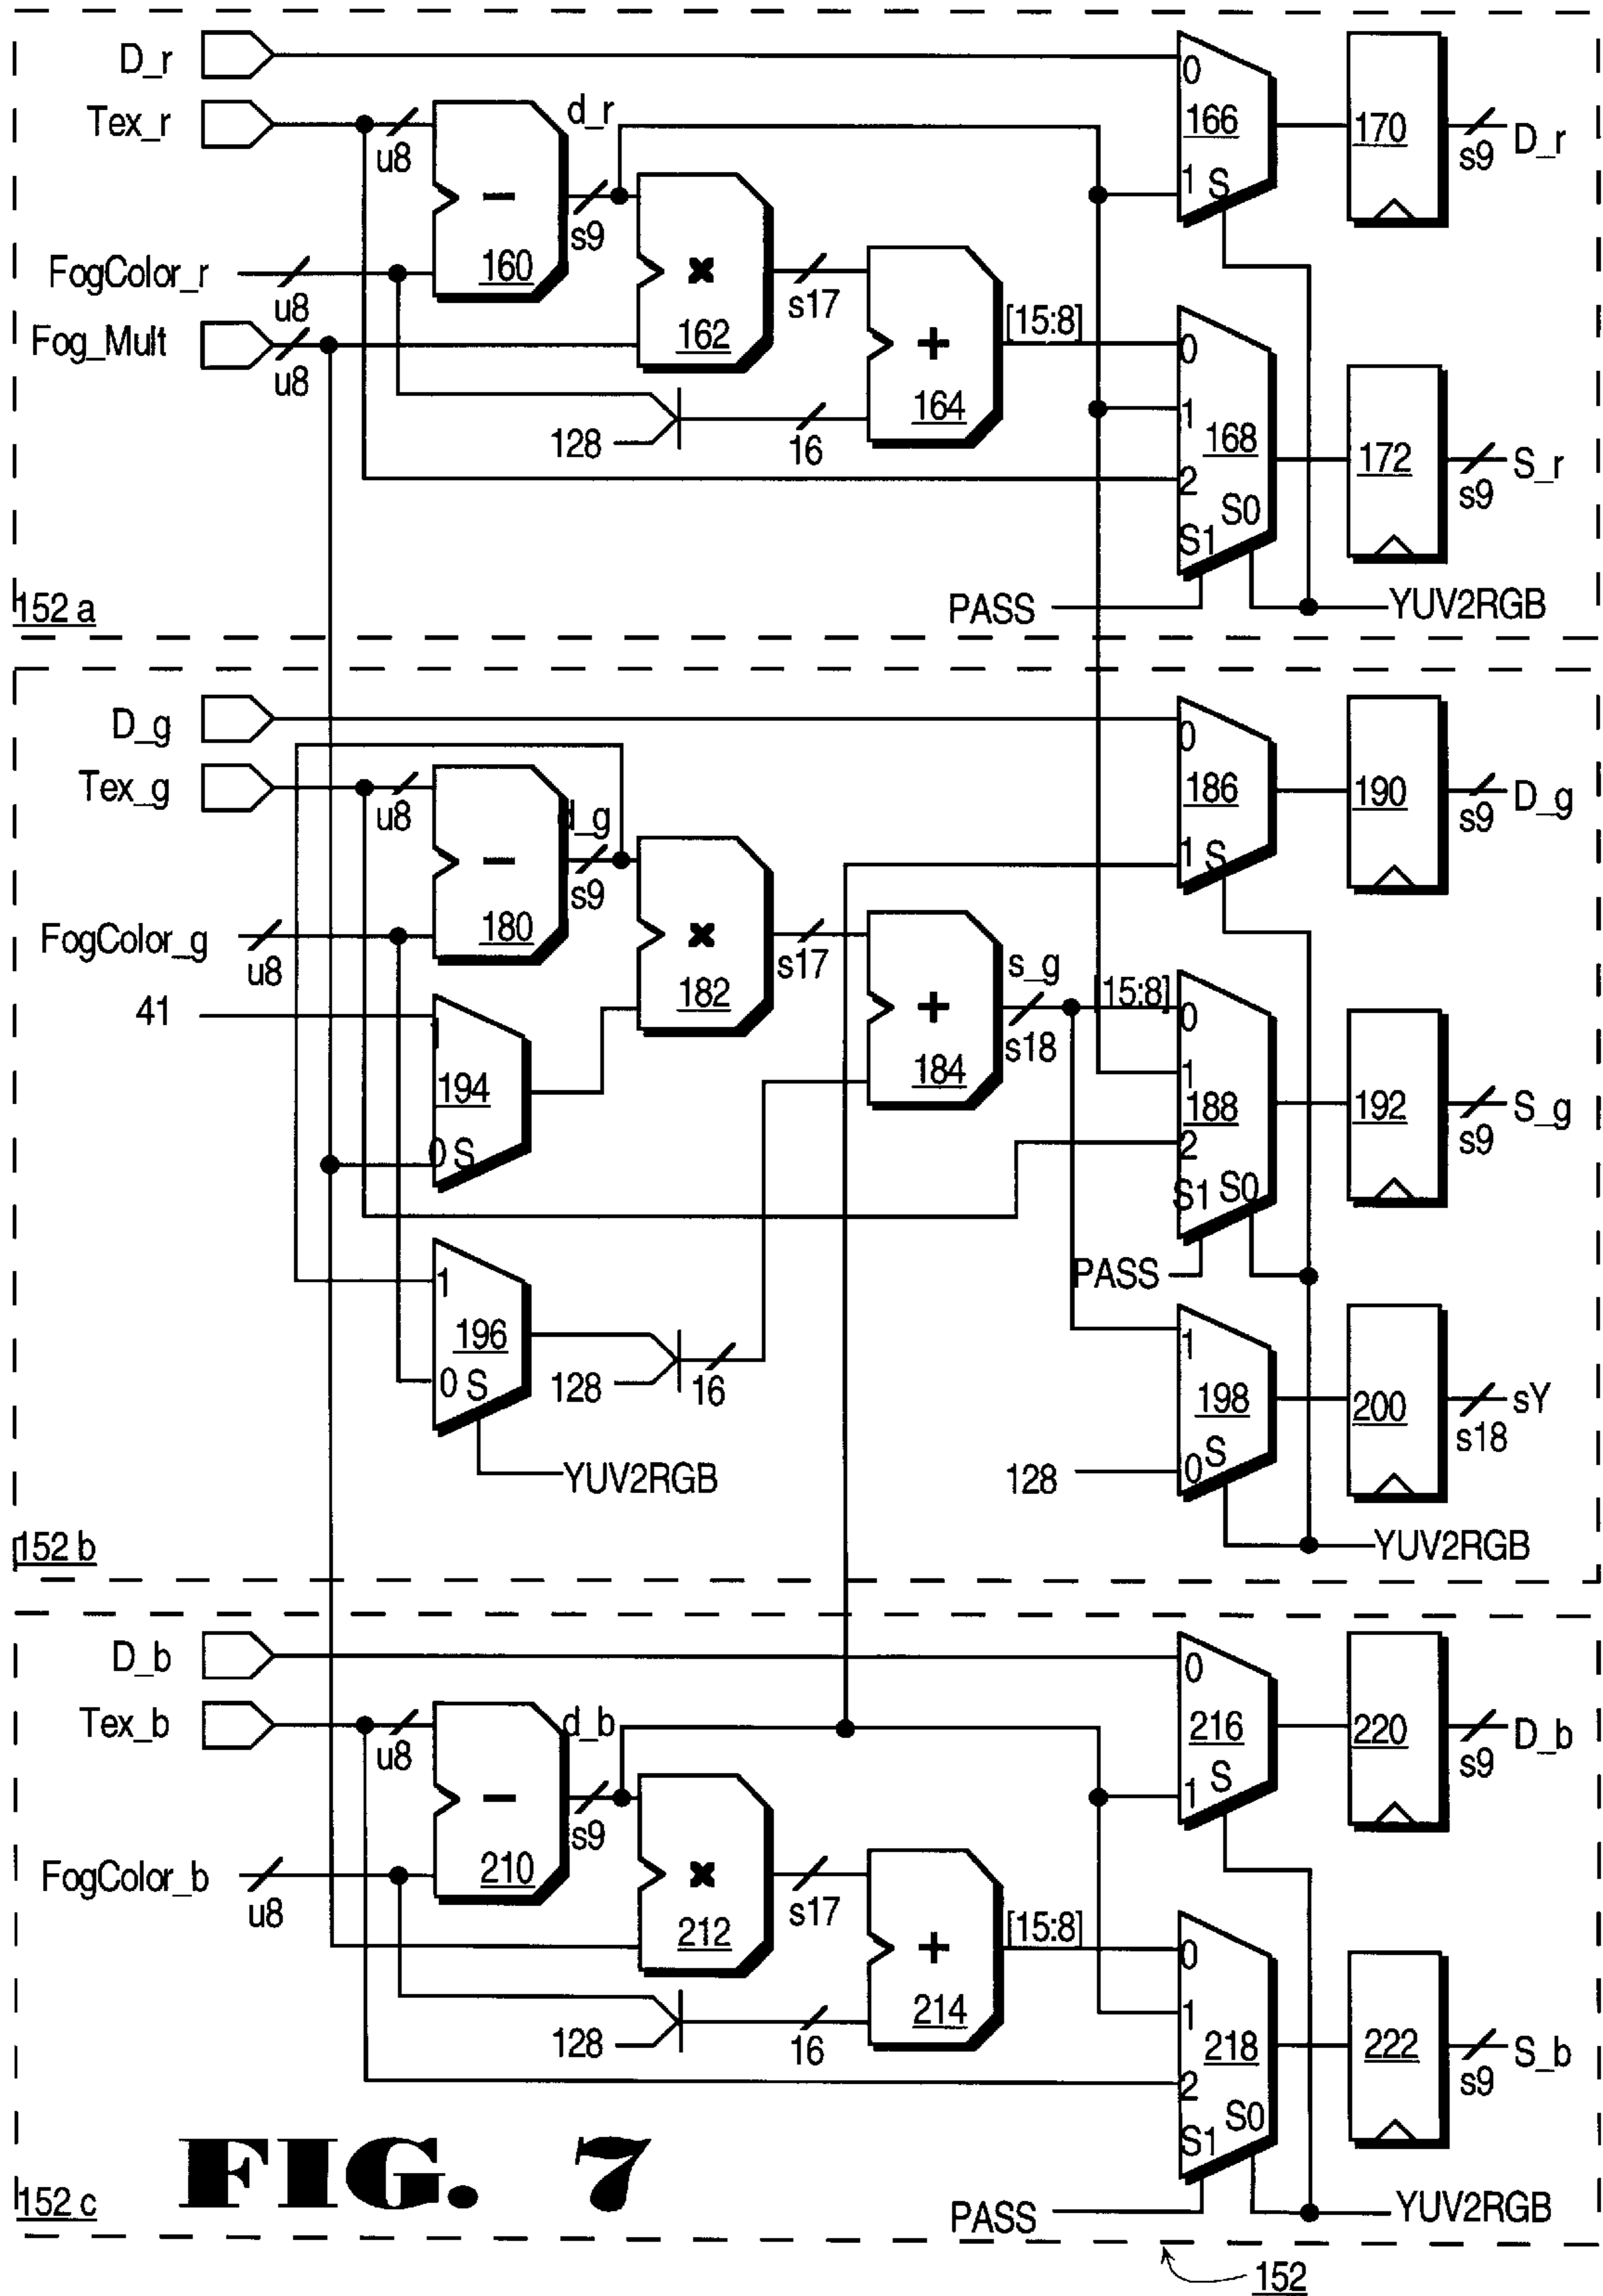 D_r
Tex_r
u8
d_r
0
166
1 S
170
s9
D_r
−
160
s9
FogColor_r
u8
Fog_Mult
u8
×
162
s17
+
164
[15:8]
128
16
0
1
168
2
S0
S1
172
s9
S_r
PASS
YUV2RGB
152 a
D_g
Tex_g
u8
d_g
0
186
1 S
190
s9
D_g
−
180
s9
FogColor_g
u8
×
182
s17
+
184
s_g
s18
[15:8]
41
1
194
0 S
0
1
188
2
S1 S0
192
s9
S_g
PASS
1
196
0 S
128
16
YUV2RGB
1
198
S
0
128
200
sY
s18
YUV2RGB
152 b
D_b
Tex_b
u8
d_b
0
216
S
1
220
s9
D_b
−
210
s9
FogColor_b
u8
×
212
s17
+
214
[15:8]
128
16
0
1
218
2
S0
S1
222
s9
S_b
PASS
YUV2RGB
152 c
FIG. 7
152